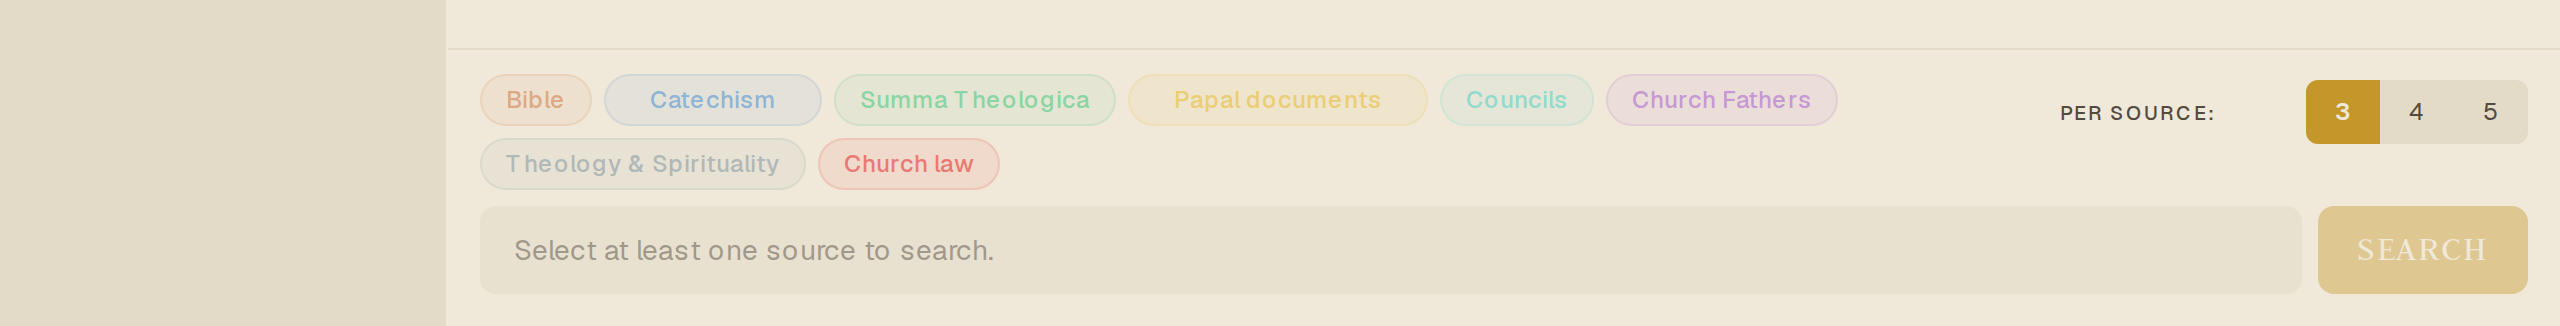 Bible Catechism Summa Theologica Papal documents Councils Church Fathers
PER SOURCE: 3 4 5
Theology & Spirituality Church law
Select at least one source to search.
SEARCH